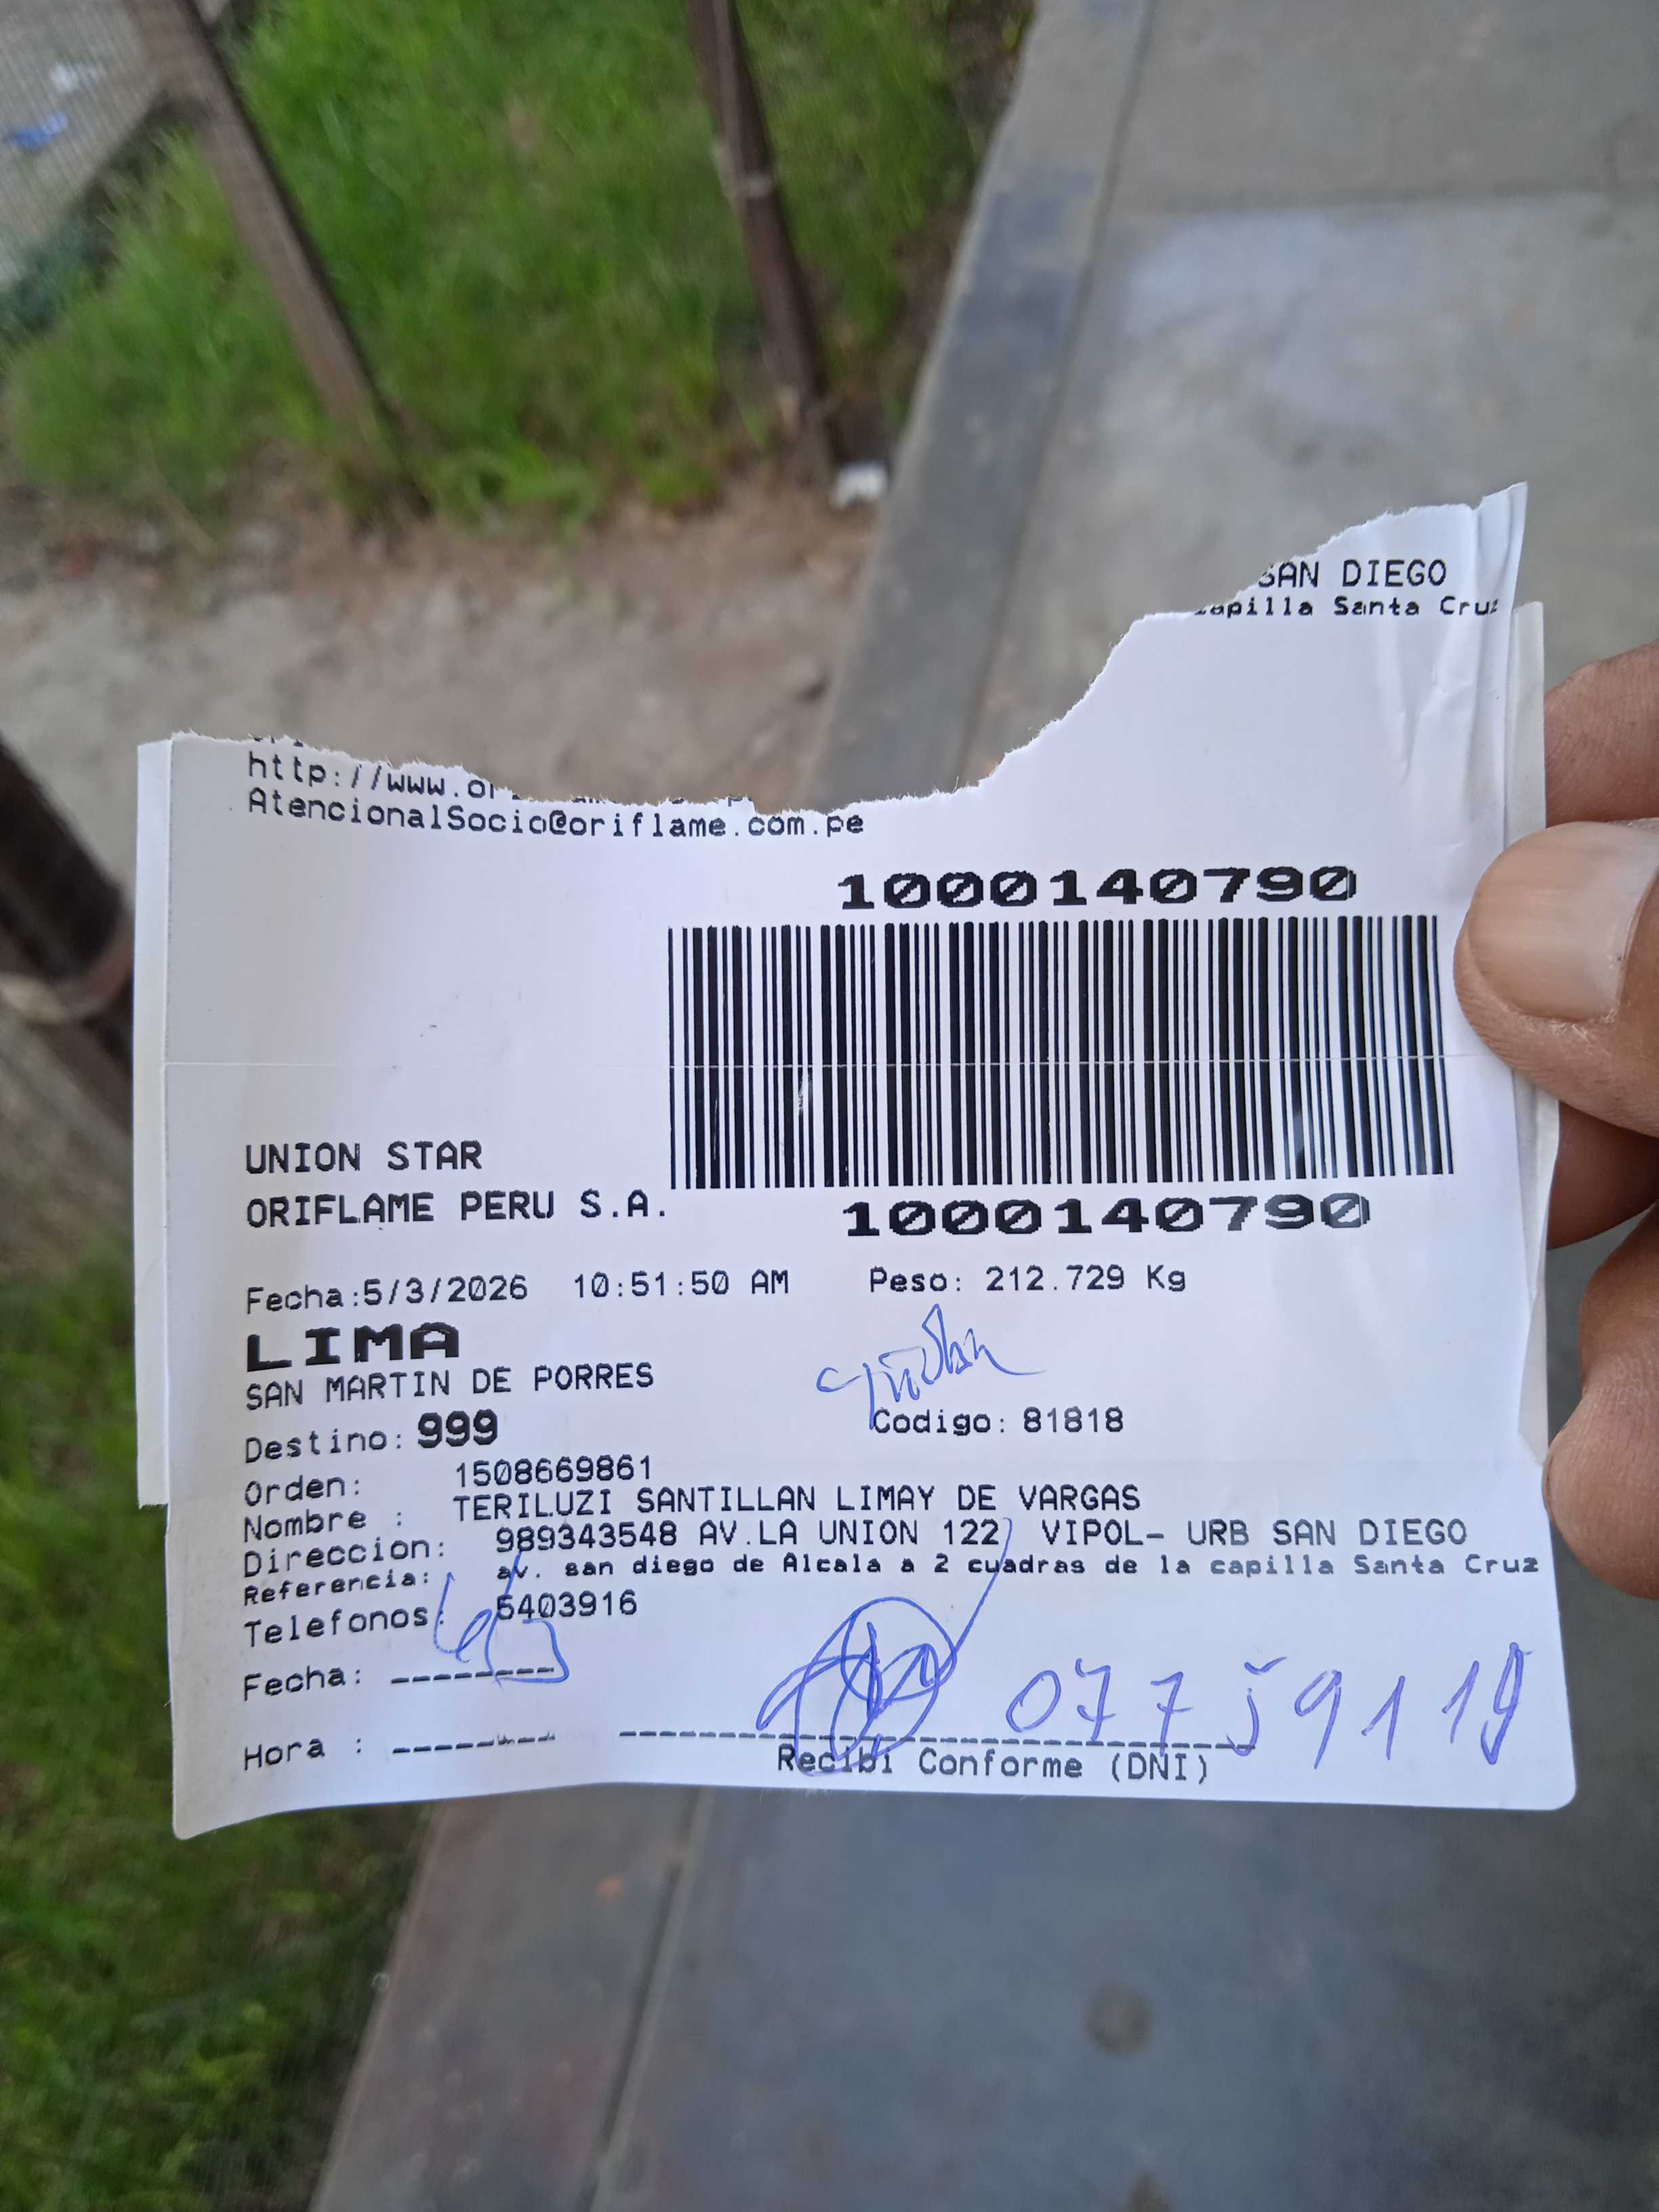 SAN DIEGO
capilla Santa Cruz
http://www.
AtencionalSocio@oriflame.com.pe
1000140790
UNION STAR
ORIFLAME PERU S.A.
1000140790
Fecha:5/3/2026 10:51:50 AM Peso: 212.729 Kg
LIMA
SAN MARTIN DE PORRES
Destino: 999 Codigo: 81818
Orden: 1508669861
Nombre : TERILUZI SANTILLAN LIMAY DE VARGAS
Direccion: 989343548 AV.LA UNION 122 VIPOL- URB SAN DIEGO
Referencia: av. san diego de Alcala a 2 cuadras de la capilla Santa Cruz
Telefonos: 5403916
Fecha: --------
Hora : --------
Recibi Conforme (DNI)